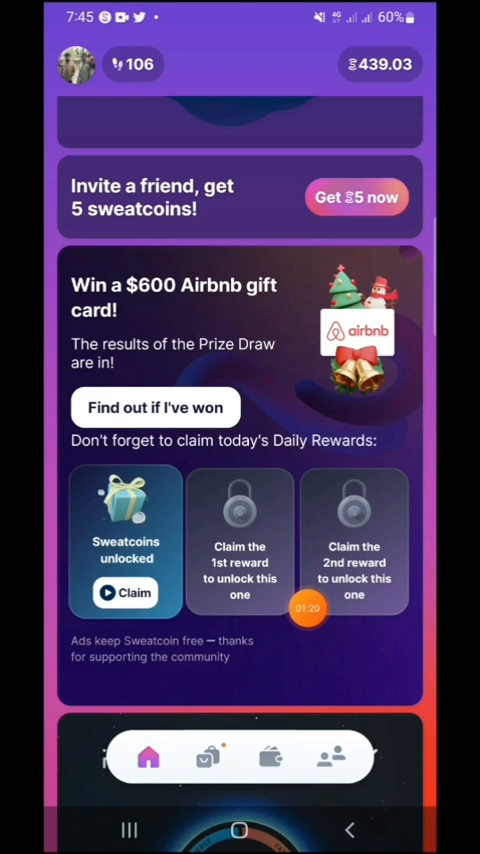 7:45
4G
60%
106
439.03
Invite a friend, get
5 sweatcoins!
Get 5 now
Win a $600 Airbnb gift
card!
airbnb
The results of the Prize Draw
are in!
Find out if I've won
Don't forget to claim today's Daily Rewards:
Sweatcoins
unlocked
Claim
Claim the
1st reward
to unlock this
one
Claim the
2nd reward
to unlock this
one
01:20
Ads keep Sweatcoin free — thanks
for supporting the community